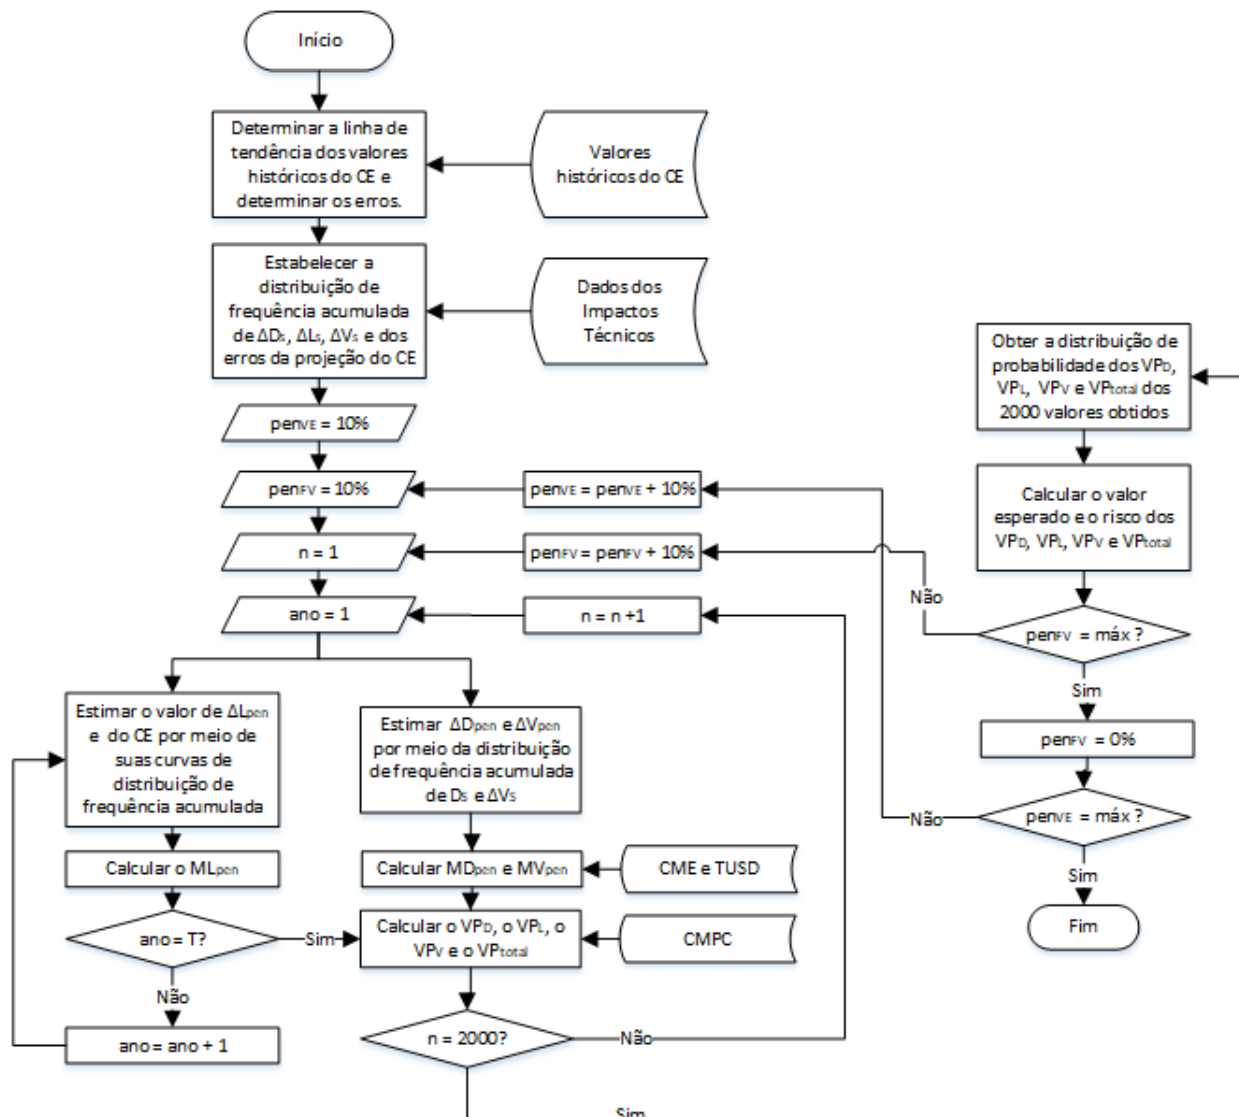 Início
Determinar a linha de
tendência dos valores
históricos do CE e
determinar os erros.
Valores
históricos do CE
Estabelecer a
distribuição de
frequência acumulada
de ΔDs, ΔLs, ΔVs e dos
erros da projeção do CE
Dados dos
Impactos
Técnicos
penVE = 10%
penFV = 10%
penVE = penVE + 10%
n = 1
penFV = penFV + 10%
ano = 1
n = n +1
Estimar o valor de ΔLpen
e do CE por meio de
suas curvas de
distribuição de
frequência acumulada
Estimar ΔDpen e ΔVpen
por meio da distribuição
de frequência acumulada
de Ds e ΔVs
Calcular o MLpen
Calcular MDpen e MVpen
CME e TUSD
ano = T?
Sim
Calcular o VPD, o VPL, o
VPV e o VPtotal
CMPC
Não
ano = ano + 1
n = 2000?
Não
Sim
Obter a distribuição de
probabilidade dos VPD,
VPL, VPV e VPtotal dos
2000 valores obtidos
Calcular o valor
esperado e o risco dos
VPD, VPL, VPV e VPtotal
Não
penFV = máx ?
Sim
penFV = 0%
Não
penVE = máx ?
Sim
Fim